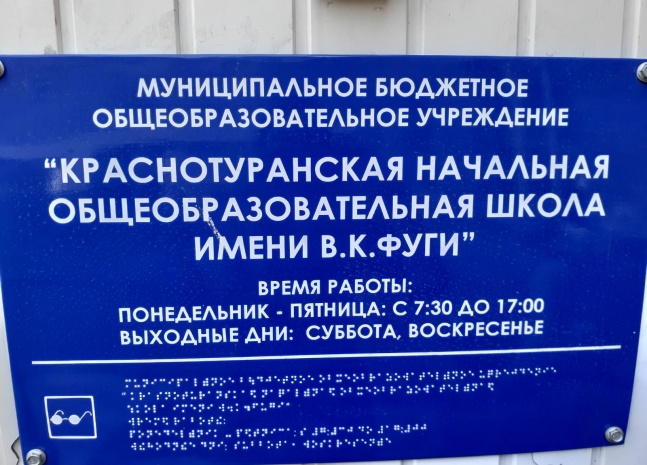 МУНИЦИПАЛЬНОЕ БЮДЖЕТНОЕ
ОБЩЕОБРАЗОВАТЕЛЬНОЕ УЧРЕЖДЕНИЕ
“КРАСНОТУРАНСКАЯ НАЧАЛЬНАЯ
ОБЩЕОБРАЗОВАТЕЛЬНАЯ ШКОЛА
ИМЕНИ В.К.ФУГИ”
ВРЕМЯ РАБОТЫ:
ПОНЕДЕЛЬНИК - ПЯТНИЦА: С 7:30 ДО 17:00
ВЫХОДНЫЕ ДНИ: СУББОТА, ВОСКРЕСЕНЬЕ